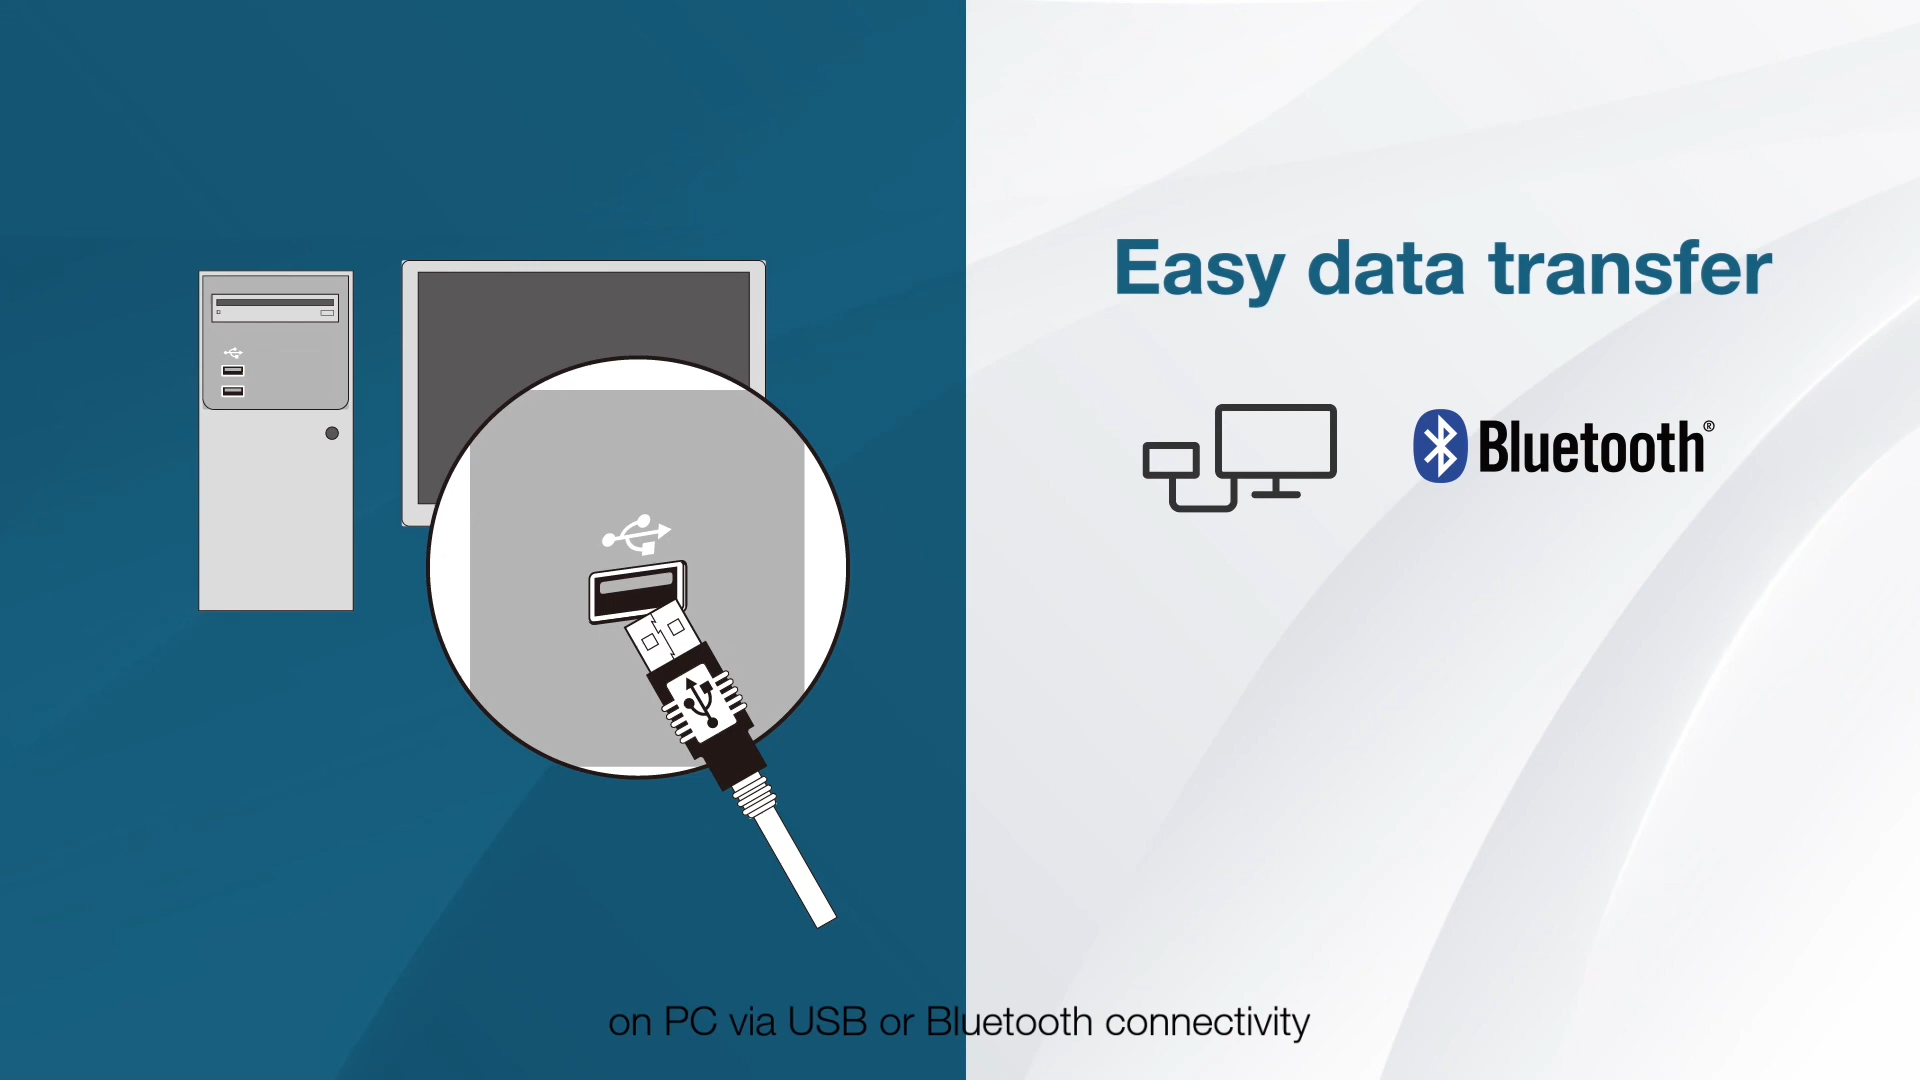 Easy data transfer
Bluetooth®
on PC via USB or Bluetooth connectivity